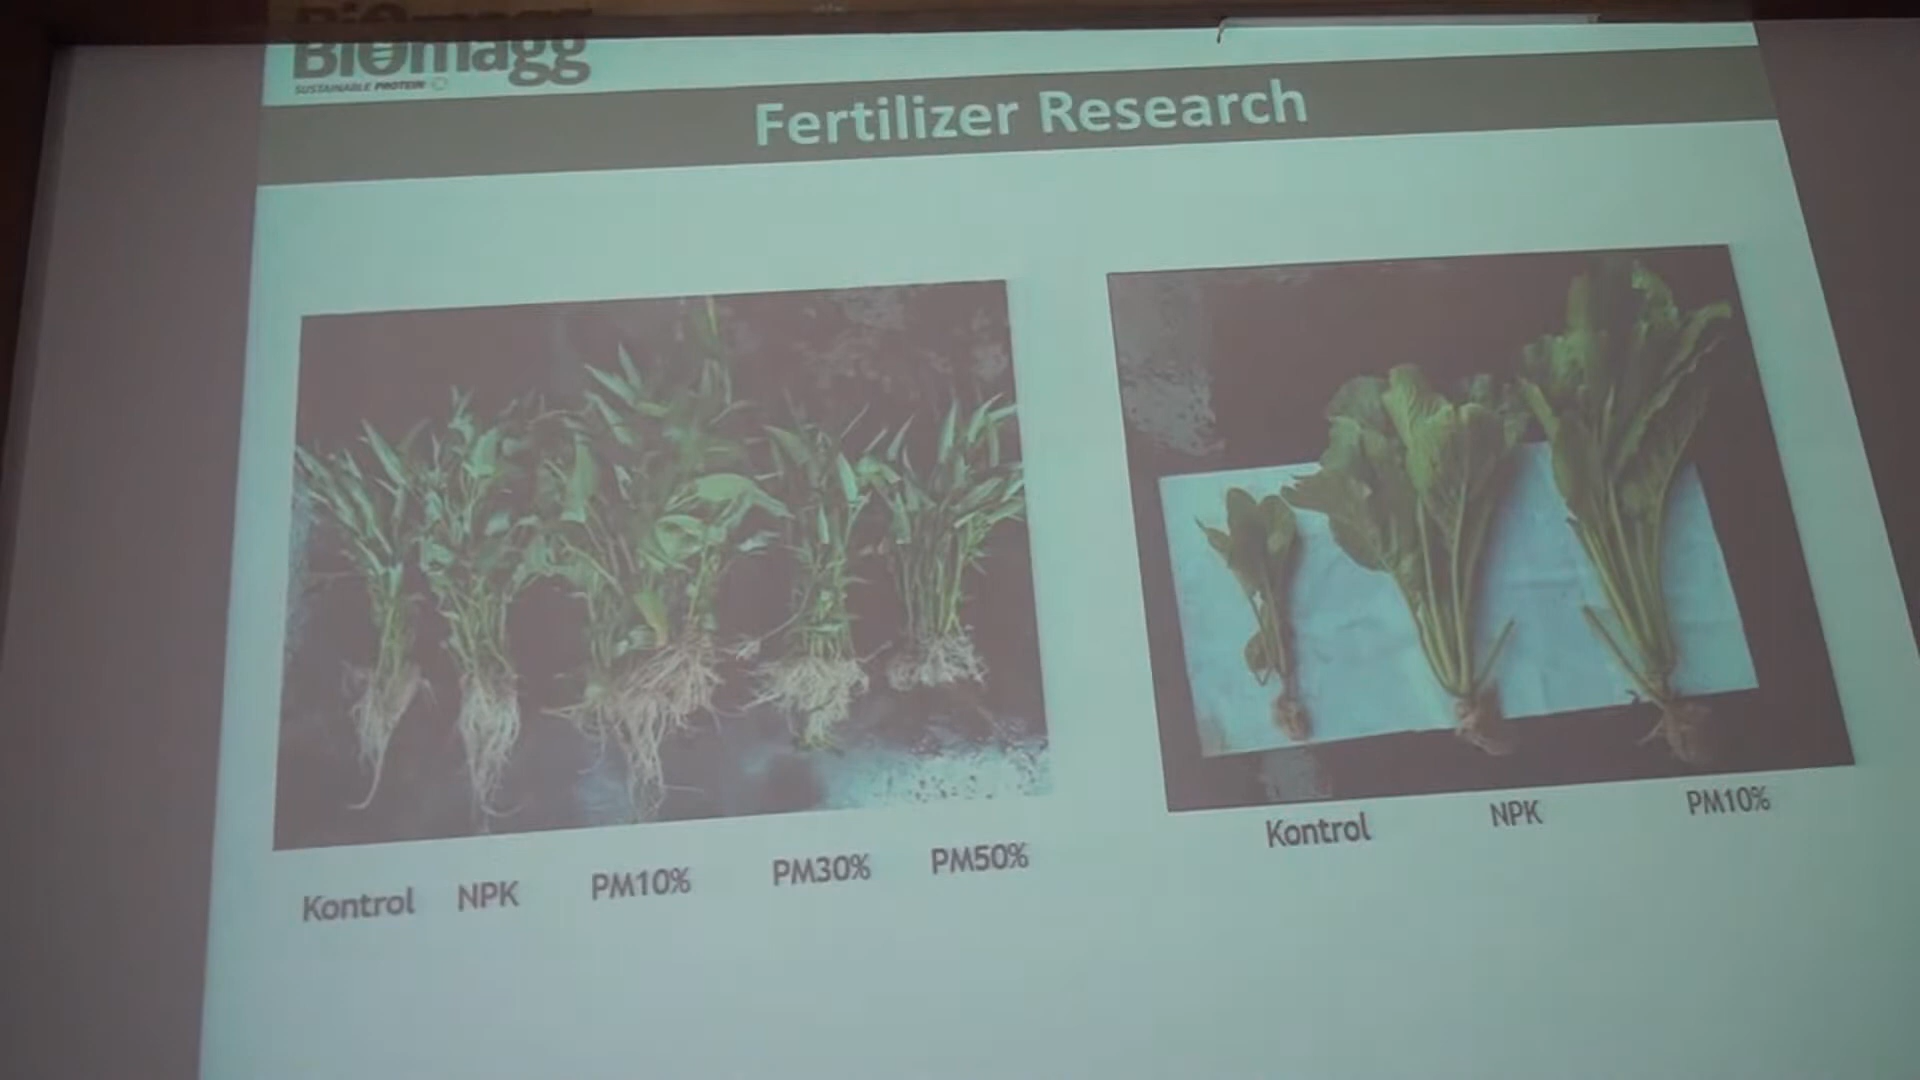 BiOmagg
SUSTAINABLE PROTEIN
Fertilizer Research
Kontrol NPK PM10% PM30% PM50%
Kontrol NPK PM10%